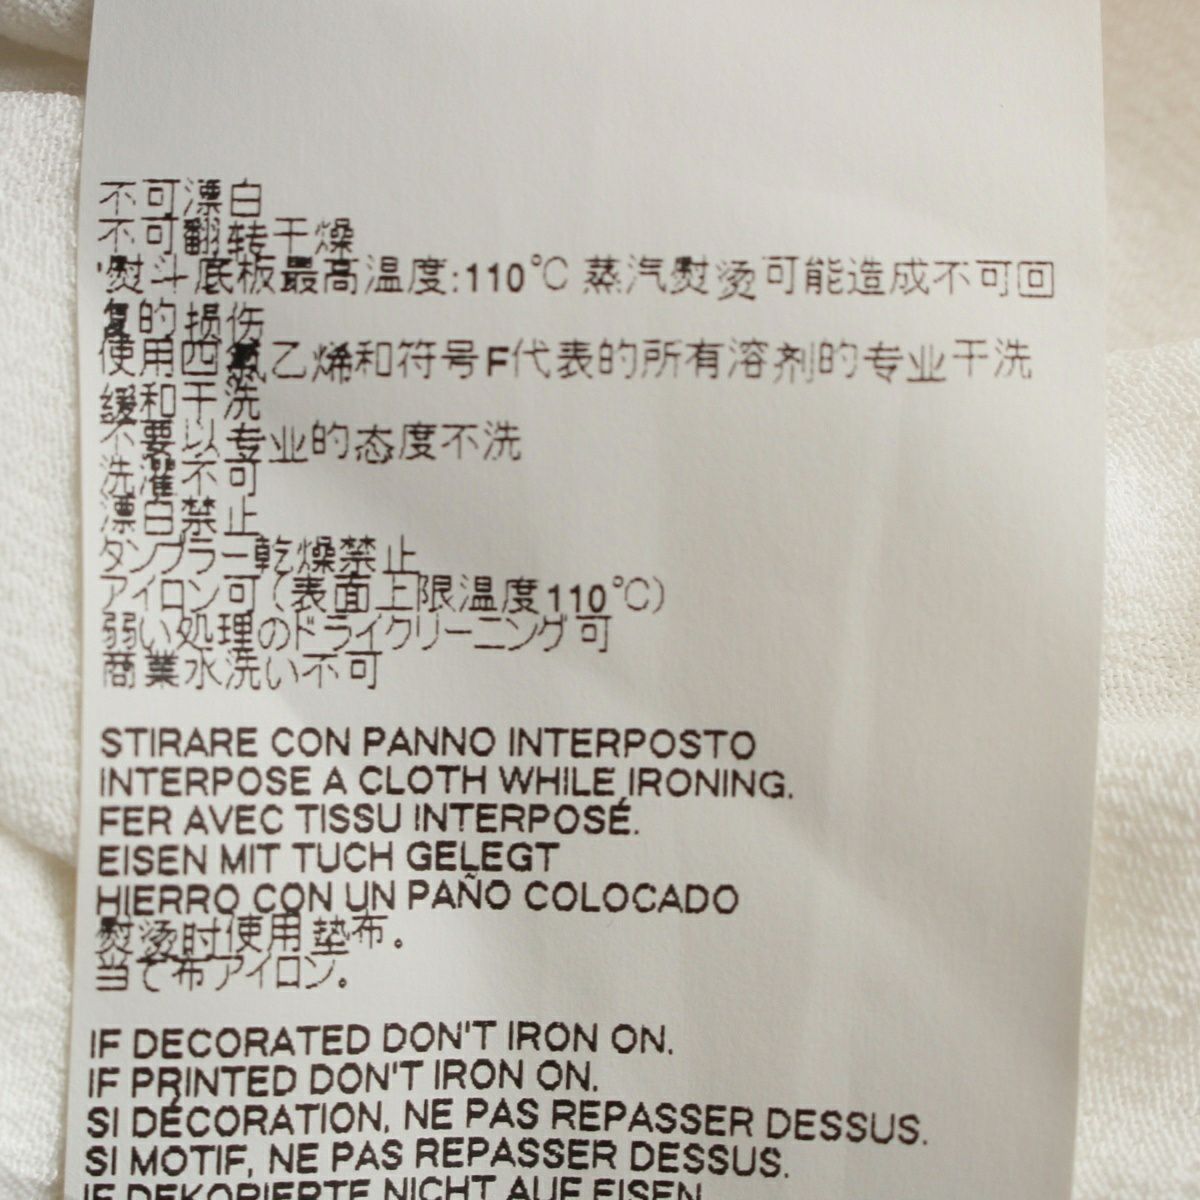 不可漂白
不可翻转干燥
熨斗底板最高温度:110℃ 蒸汽熨烫可能造成不可回
复的损伤
使用四氯乙烯和符号F代表的所有溶剂的专业干洗
缓和干洗
不要以专业的态度不洗
洗濯不可
漂白禁止
タンブラー乾燥禁止
アイロン可(表面上限温度110℃)
弱い処理のドライクリーニング可
商業水洗い不可
STIRARE CON PANNO INTERPOSTO
INTERPOSE A CLOTH WHILE IRONING.
FER AVEC TISSU INTERPOSÉ.
EISEN MIT TUCH GELEGT
HIERRO CON UN PAÑO COLOCADO
熨烫时使用垫布。
当て布アイロン。
IF DECORATED DON'T IRON ON.
IF PRINTED DON'T IRON ON.
SI DÉCORATION, NE PAS REPASSER DESSUS.
SI MOTIF, NE PAS REPASSER DESSUS.
IF DEKORIERTE NICHT AUF EISEN